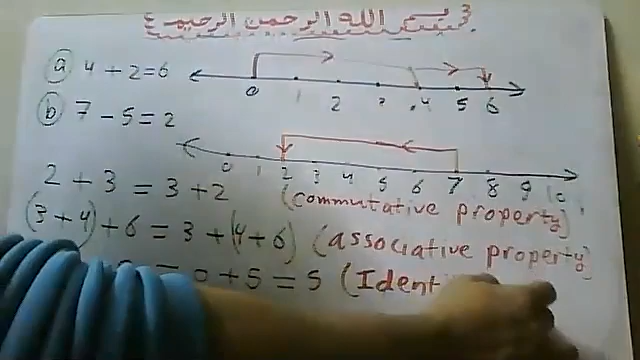 بسم الله الرحمن الرحيم
a 4 + 2 = 6
0 1 2 3 4 5 6
b 7 - 5 = 2
0 1 2 3 4 5 6 7 8 9 10
2 + 3 = 3 + 2 (commutative property)
(3 + 4) + 6 = 3 + (4 + 6) (associative property)
= 0 + 5 = 5 (Ident